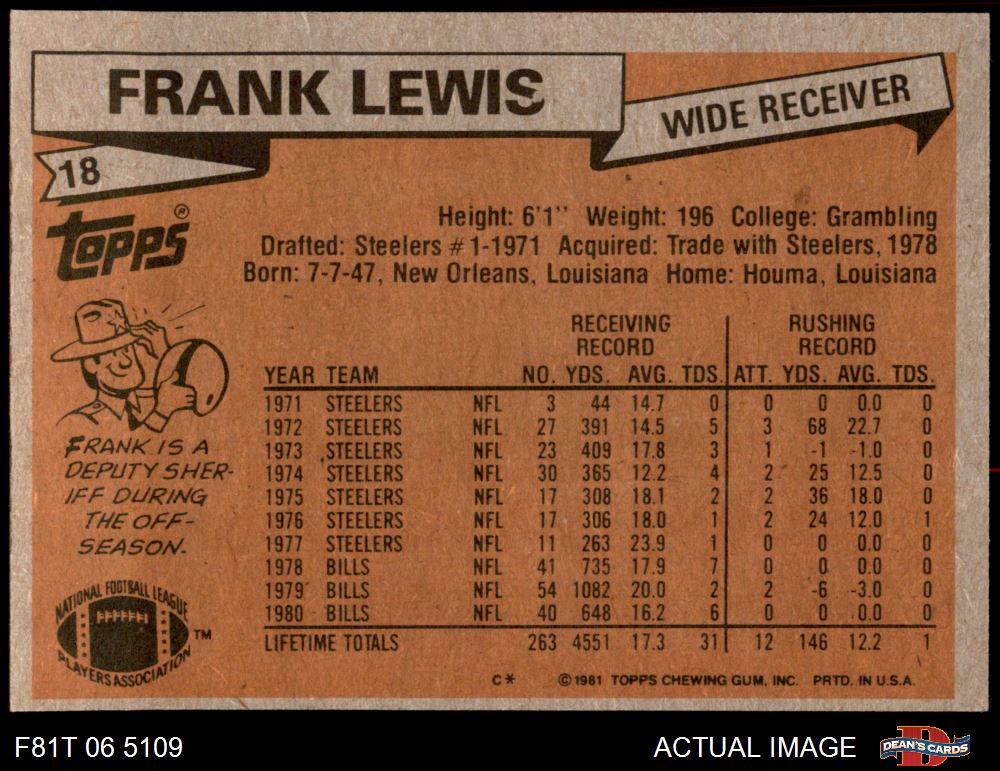 FRANK LEWIS
WIDE RECEIVER
18
TOPPS®
Height: 6'1'' Weight: 196 College: Grambling
Drafted: Steelers #1-1971 Acquired: Trade with Steelers, 1978
Born: 7-7-47, New Orleans, Louisiana Home: Houma, Louisiana
RECEIVING RECORD RUSHING RECORD
YEAR TEAM NO. YDS. AVG. TDS. ATT. YDS. AVG. TDS.
1971 STEELERS NFL 3 44 14.7 0 0 0 0.0 0
1972 STEELERS NFL 27 391 14.5 5 3 68 22.7 0
1973 STEELERS NFL 23 409 17.8 3 1 -1 -1.0 0
1974 STEELERS NFL 30 365 12.2 4 2 25 12.5 0
1975 STEELERS NFL 17 308 18.1 2 2 36 18.0 0
1976 STEELERS NFL 17 306 18.0 1 2 24 12.0 1
1977 STEELERS NFL 11 263 23.9 1 0 0 0.0 0
1978 BILLS NFL 41 735 17.9 7 0 0 0.0 0
1979 BILLS NFL 54 1082 20.0 2 2 -6 -3.0 0
1980 BILLS NFL 40 648 16.2 6 0 0 0.0 0
LIFETIME TOTALS 263 4551 17.3 31 12 146 12.2 1
FRANK IS A
DEPUTY SHER-
IFF DURING
THE OFF-
SEASON.
NATIONAL FOOTBALL LEAGUE
PLAYERS ASSOCIATION
TM
C* ©1981 TOPPS CHEWING GUM, INC. PRTD. IN U.S.A.
F81T 06 5109
ACTUAL IMAGE
DEAN'S CARDS